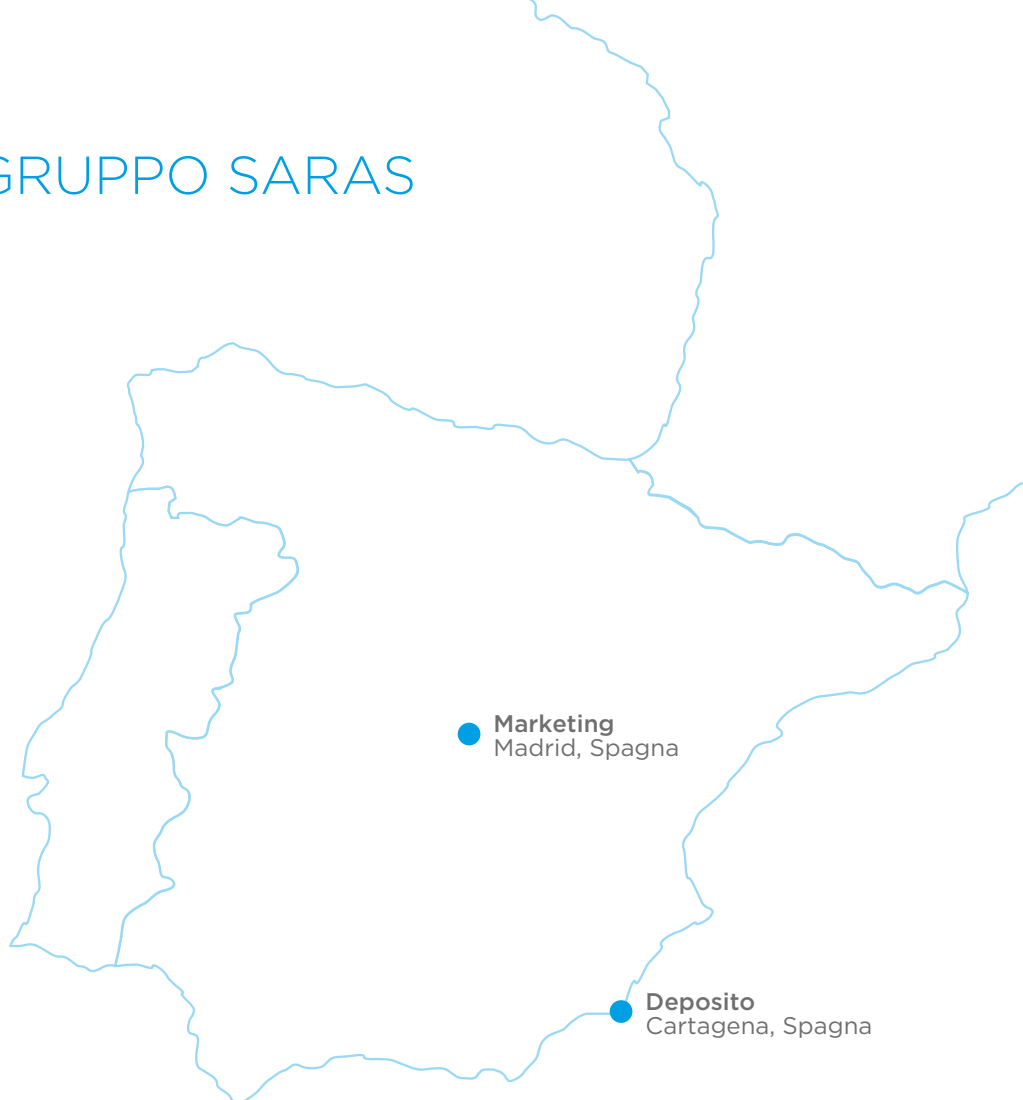 GRUPPO SARAS
Marketing
Madrid, Spagna
Deposito
Cartagena, Spagna